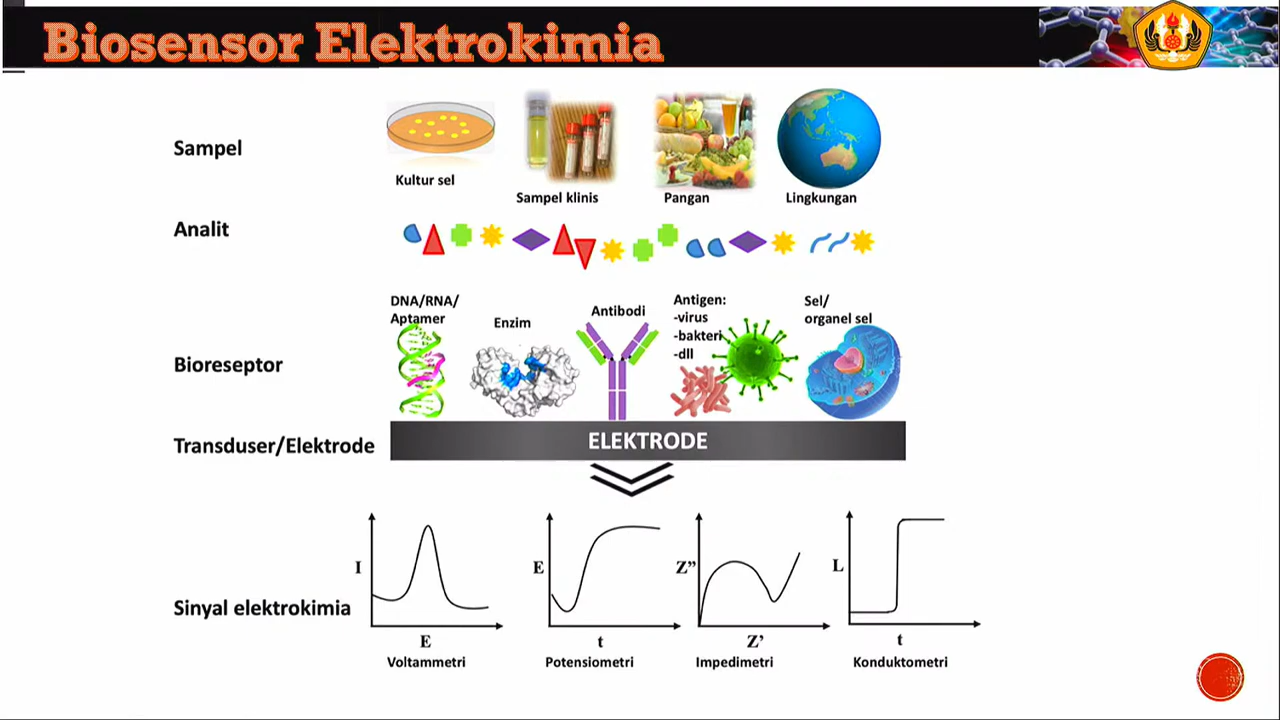 Biosensor Elektrokimia
Sampel
Kultur sel
Sampel klinis
Pangan
Lingkungan
Analit
DNA/RNA/
Aptamer
Enzim
Antibodi
Antigen:
-virus
-bakteri
-dll
Sel/
organel sel
Bioreseptor
Transduser/Elektrode
ELEKTRODE
Sinyal elektrokimia
I
E
Voltammetri
E
t
Potensiometri
Z”
Z’
Impedimetri
L
t
Konduktometri